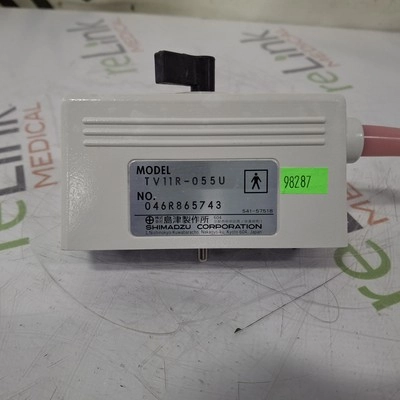 reLink
MEDICAL
MODEL
TV11R-055U
NO.
046R865743
98287
島津製作所
541-57518
SHIMADZU CORPORATION